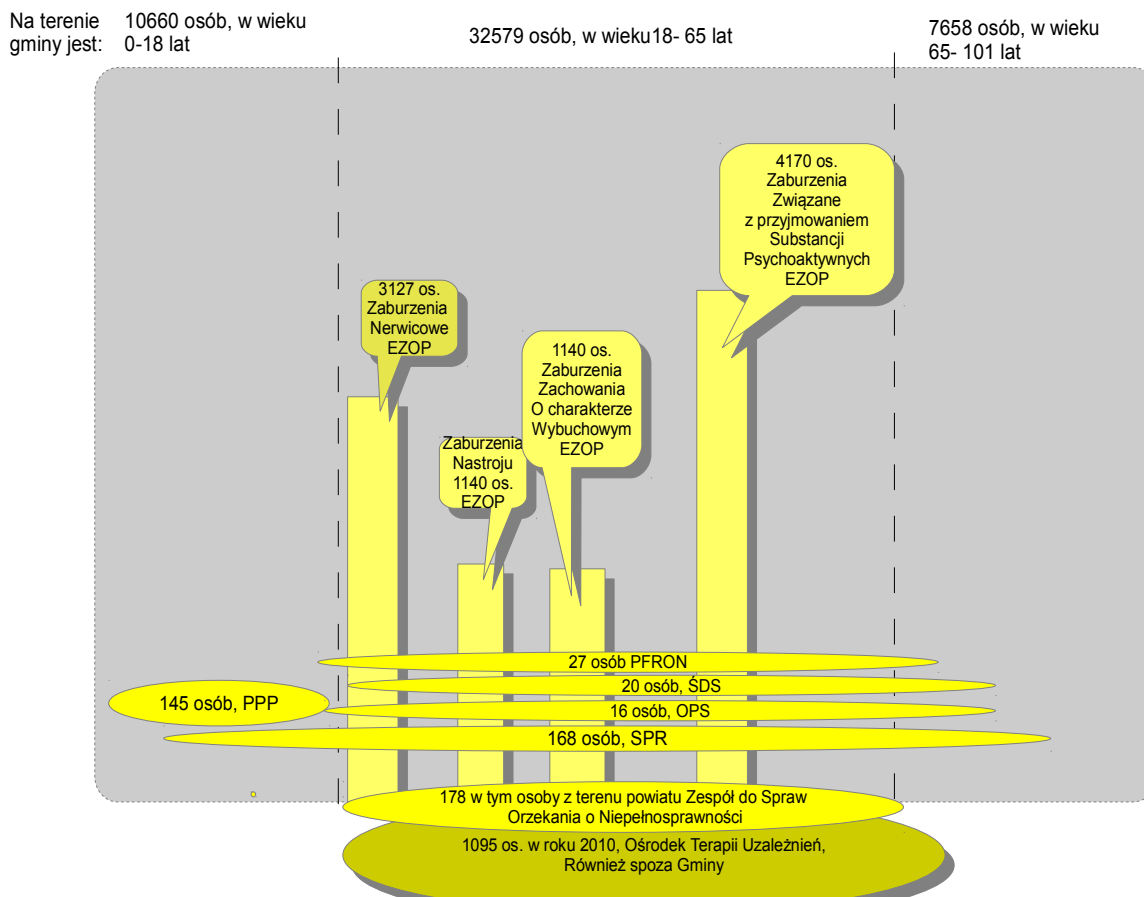 Na terenie
gminy jest:
10660 osób, w wieku
0-18 lat
32579 osób, w wieku18- 65 lat
7658 osób, w wieku
65- 101 lat
4170 os.
Zaburzenia
Związane
z przyjmowaniem
Substancji
Psychoaktywnych
EZOP
3127 os.
Zaburzenia
Nerwicowe
EZOP
1140 os.
Zaburzenia
Zachowania
O charakterze
Wybuchowym
EZOP
Zaburzenia
Nastroju
1140 os.
EZOP
27 osób PFRON
20 osób, ŚDS
145 osób, PPP
16 osób, OPS
168 osób, SPR
178 w tym osoby z terenu powiatu Zespół do Spraw
Orzekania o Niepełnosprawności
1095 os. w roku 2010, Ośrodek Terapii Uzależnień,
Również spoza Gminy